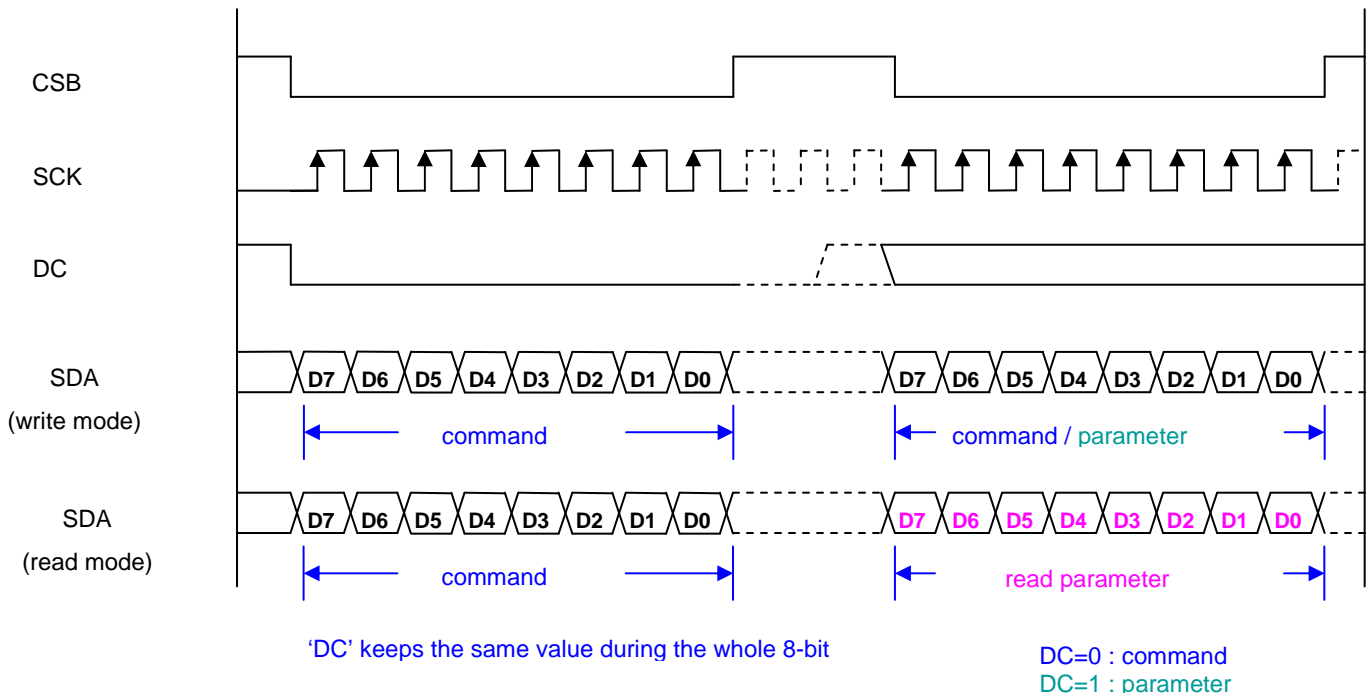 CSB
SCK
DC
SDA
(write mode)
D7 D6 D5 D4 D3 D2 D1 D0 D7 D6 D5 D4 D3 D2 D1 D0
command command / parameter
SDA
(read mode)
D7 D6 D5 D4 D3 D2 D1 D0 D7 D6 D5 D4 D3 D2 D1 D0
command read parameter
‘DC’ keeps the same value during the whole 8-bit
DC=0 : command
DC=1 : parameter